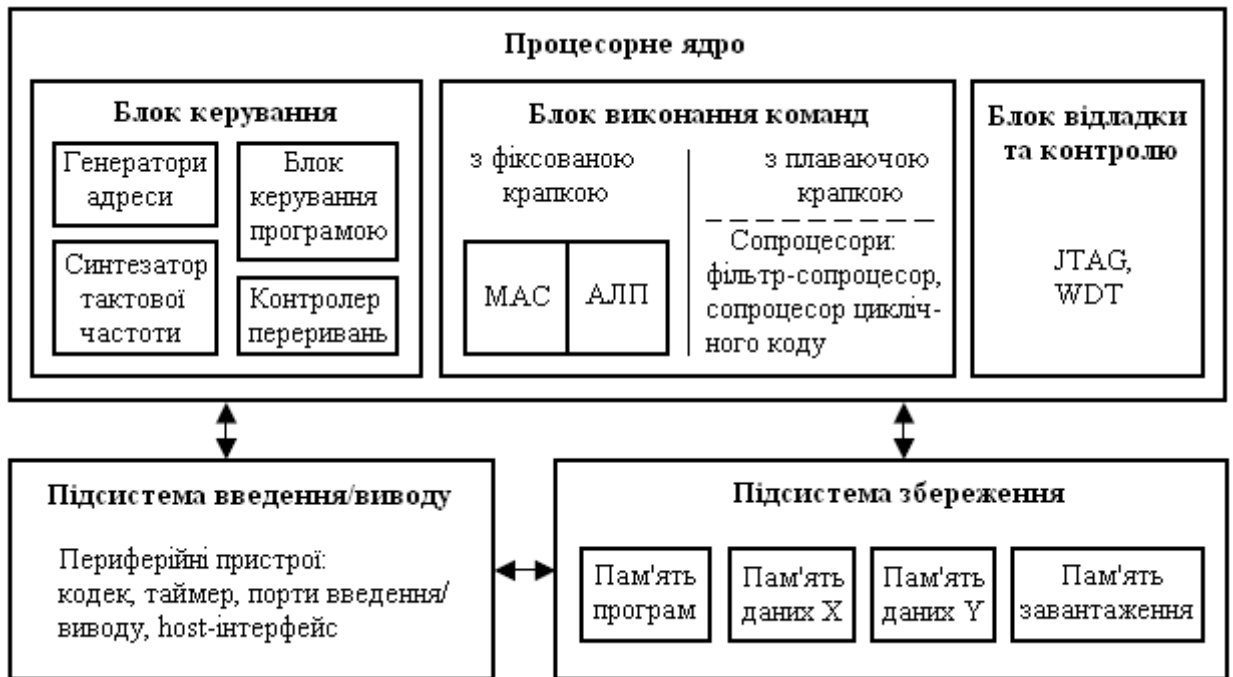 Процесорне ядро
Блок керування
Генератори
адреси
Блок
керування
програмою
Синтезатор
тактової
частоти
Контролер
переривань
Блок виконання команд
з фіксованою
крапкою
з плаваючою
крапкою
МАС
АЛП
Сопроцесори:
фільтр-сопроцесор,
сопроцесор цикліч-
ного коду
Блок відладки
та контролю
JTAG,
WDT
Підсистема введення/виводу
Периферійні пристрої:
кодек, таймер, порти введення/
виводу, host-інтерфейс
Підсистема збереження
Пам'ять
програм
Пам'ять
даних X
Пам'ять
даних Y
Пам'ять
завантаження